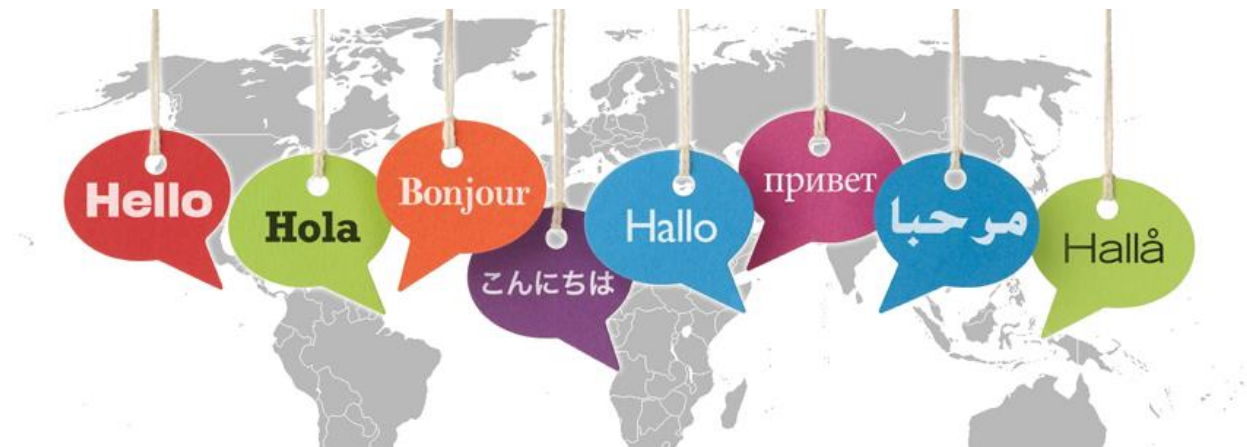 Hello
Hola
Bonjour
こんにちは
Hallo
привет
مرحبا
Hallå